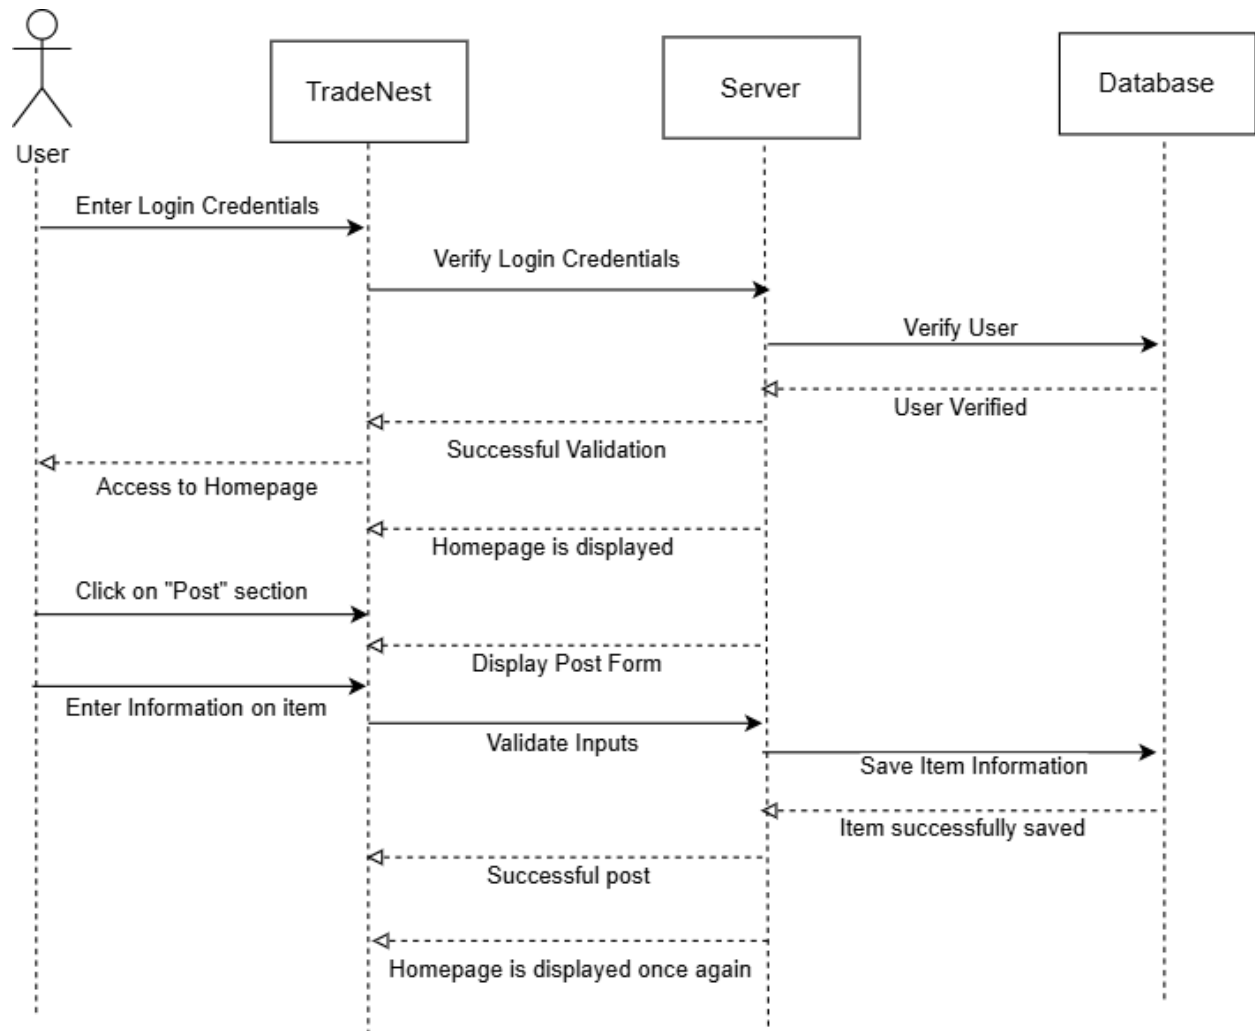 TradeNest
Server
Database
User
Enter Login Credentials
Verify Login Credentials
Verify User
User Verified
Successful Validation
Access to Homepage
Homepage is displayed
Click on "Post" section
Display Post Form
Enter Information on item
Validate Inputs
Save Item Information
Item successfully saved
Successful post
Homepage is displayed once again